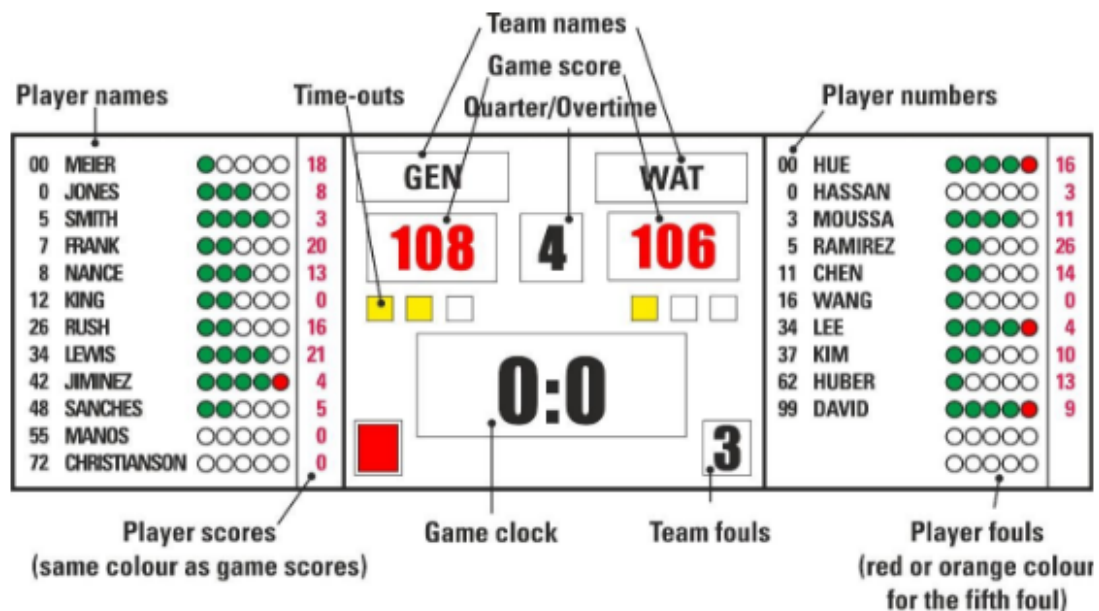 Team names
Game score
Player names
Time-outs
Quarter/Overtime
Player numbers
00 MEIER 18
0 JONES 8
5 SMITH 3
7 FRANK 20
8 NANCE 13
12 KING 0
26 RUSH 16
34 LEWIS 21
42 JIMINEZ 4
48 SANCHES 5
55 MANOS 0
72 CHRISTIANSON 0
GEN
WAT
108
4
106
0:0
3
00 HUE 16
0 HASSAN 3
3 MOUSSA 11
5 RAMIREZ 26
11 CHEN 14
16 WANG 0
34 LEE 4
37 KIM 10
62 HUBER 13
99 DAVID 9
Player scores
(same colour as game scores)
Game clock
Team fouls
Player fouls
(red or orange colour
for the fifth foul)